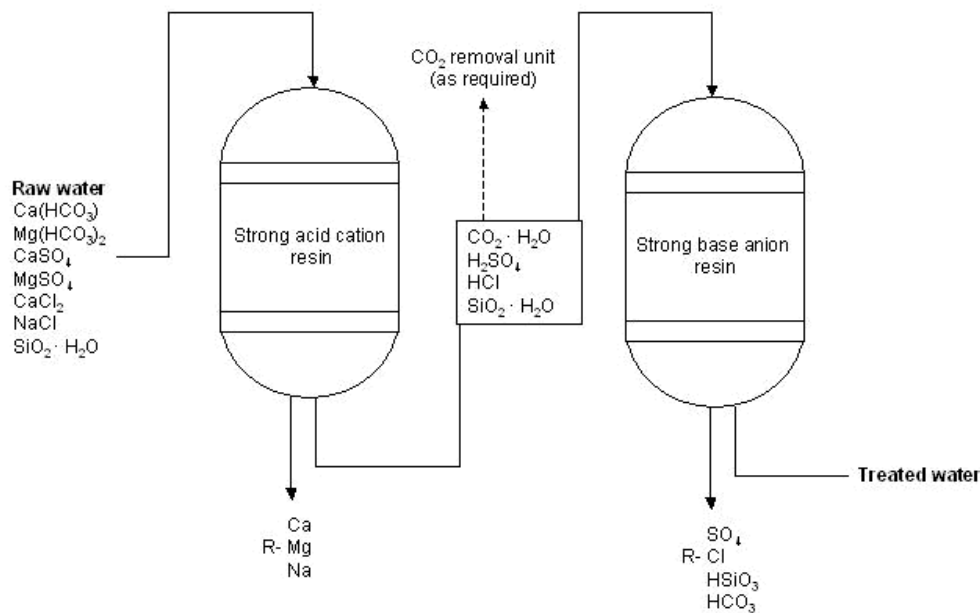 CO₂ removal unit
(as required)
Raw water
Ca(HCO₃)
Mg(HCO₃)₂
CaSO₄
MgSO₄
CaCl₂
NaCl
SiO₂ · H₂O
Strong acid cation
resin
CO₂ · H₂O
H₂SO₄
HCl
SiO₂ · H₂O
Strong base anion
resin
Treated water
Ca
R- Mg
Na
SO₄
R- Cl
HSiO₃
HCO₃